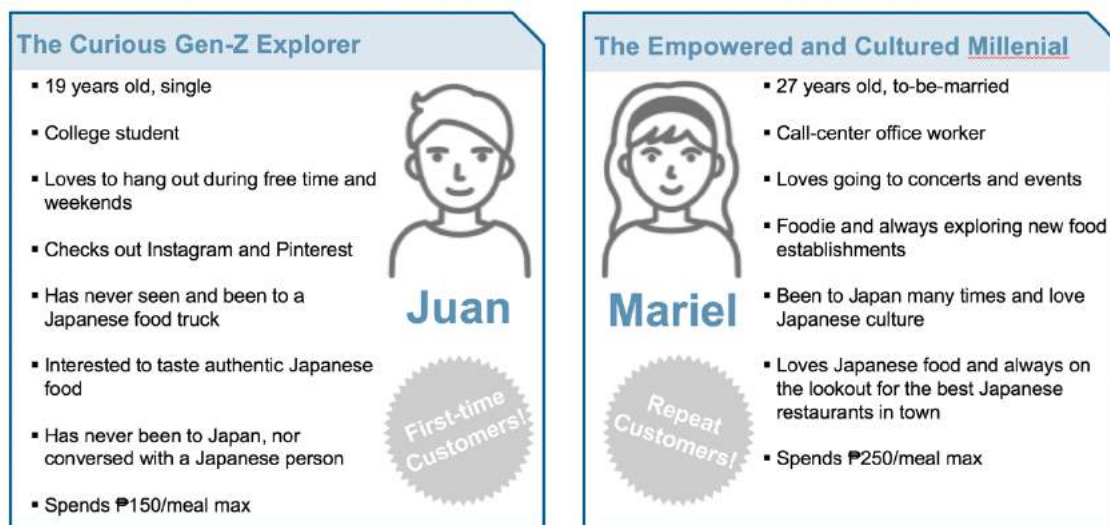 The Curious Gen-Z Explorer
▪ 19 years old, single
▪ College student
▪ Loves to hang out during free time and
weekends
▪ Checks out Instagram and Pinterest
▪ Has never seen and been to a
Japanese food truck
▪ Interested to taste authentic Japanese
food
▪ Has never been to Japan, nor
conversed with a Japanese person
▪ Spends ₱150/meal max
Juan
First-time
Customers!
The Empowered and Cultured Millenial
▪ 27 years old, to-be-married
▪ Call-center office worker
▪ Loves going to concerts and events
▪ Foodie and always exploring new food
establishments
▪ Been to Japan many times and love
Japanese culture
▪ Loves Japanese food and always on
the lookout for the best Japanese
restaurants in town
▪ Spends ₱250/meal max
Mariel
Repeat
Customers!